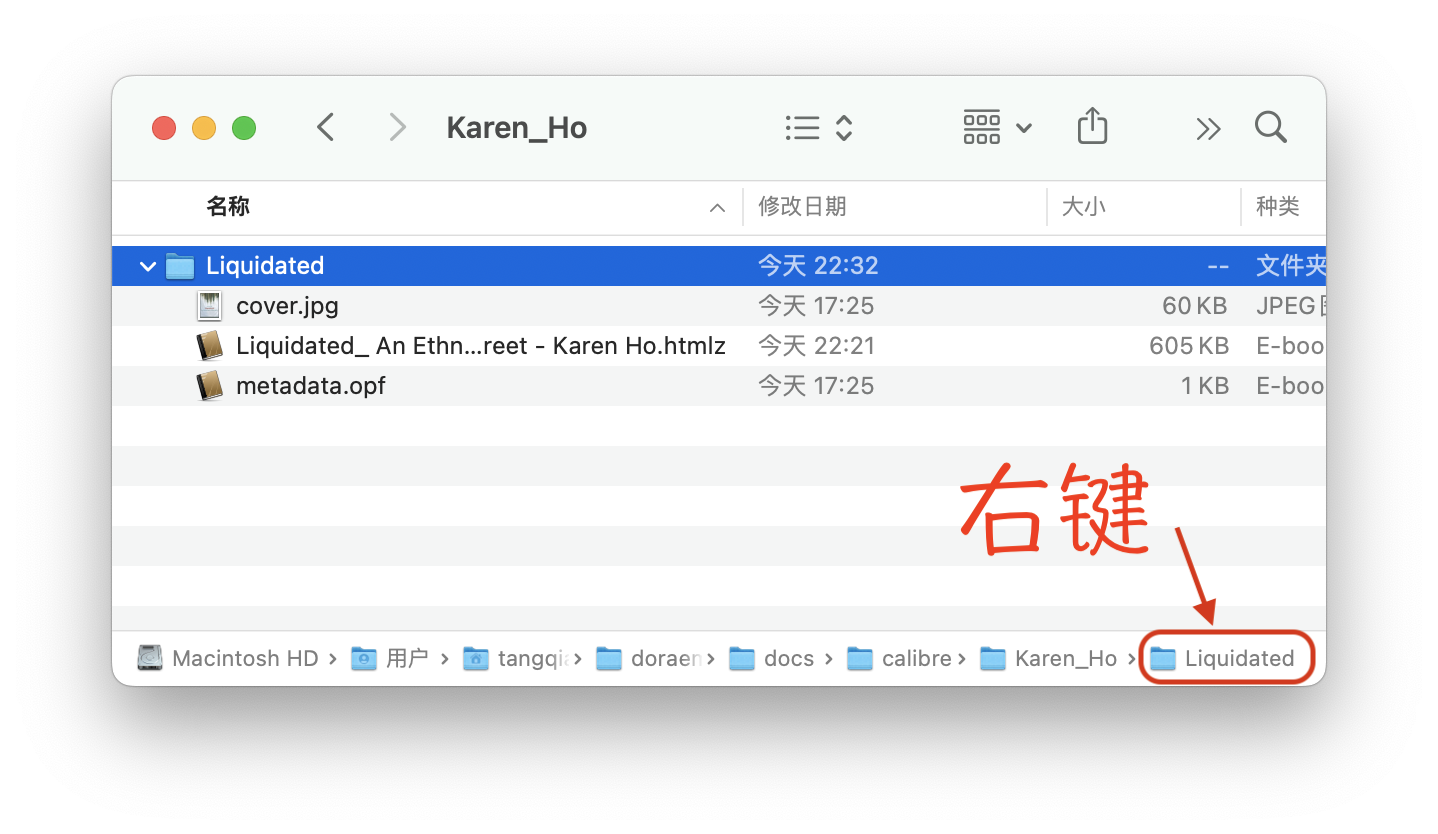 Karen_Ho
名称 修改日期 大小 种类
Liquidated 今天 22:32 -- 文件夹
cover.jpg 今天 17:25 60 KB JPEG
Liquidated_ An Ethn...reet - Karen Ho.htmlz 今天 22:21 605 KB E-boo
metadata.opf 今天 17:25 1 KB E-boo
右键
Macintosh HD › 用户 › tangqia › doraen › docs › calibre › Karen_Ho › Liquidated